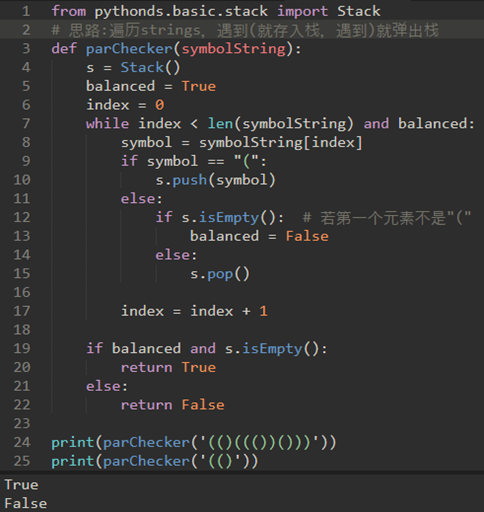 1 from pythonds.basic.stack import Stack
2 # 思路:遍历strings, 遇到(就存入栈, 遇到)就弹出栈
3 def parChecker(symbolString):
4     s = Stack()
5     balanced = True
6     index = 0
7     while index < len(symbolString) and balanced:
8         symbol = symbolString[index]
9         if symbol == "(":
10             s.push(symbol)
11         else:
12             if s.isEmpty():  # 若第一个元素不是"("
13                 balanced = False
14             else:
15                 s.pop()
16
17         index = index + 1
18
19     if balanced and s.isEmpty():
20         return True
21     else:
22         return False
23
24 print(parChecker('(()((())()))'))
25 print(parChecker('(()'))
True
False